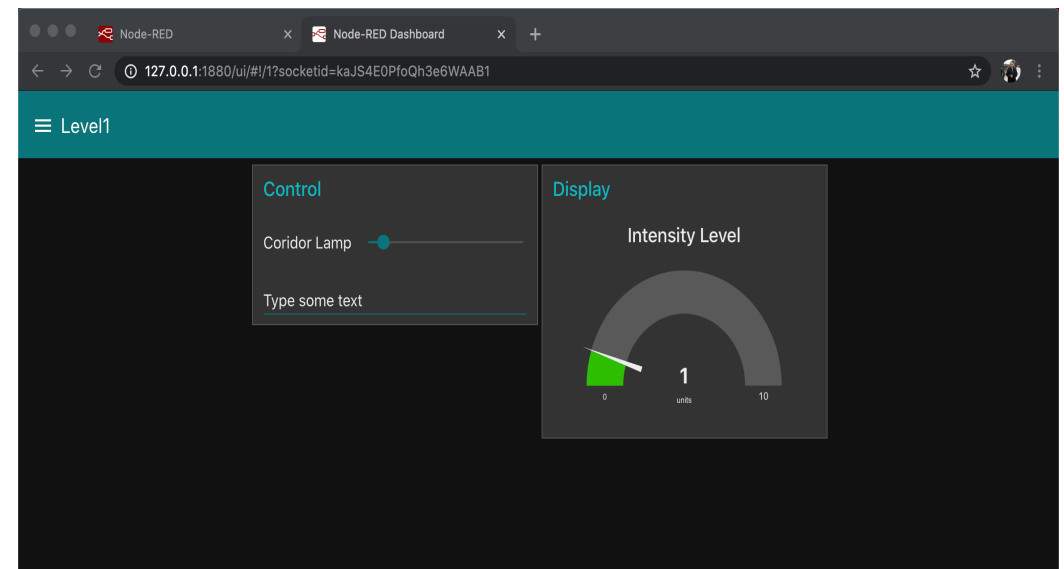 Node-RED
Node-RED Dashboard
127.0.0.1:1880/ui/#!/1?socketid=kaJS4E0PfoQh3e6WAAB1
Level1
Control
Coridor Lamp
Type some text
Display
Intensity Level
1
units
0
10